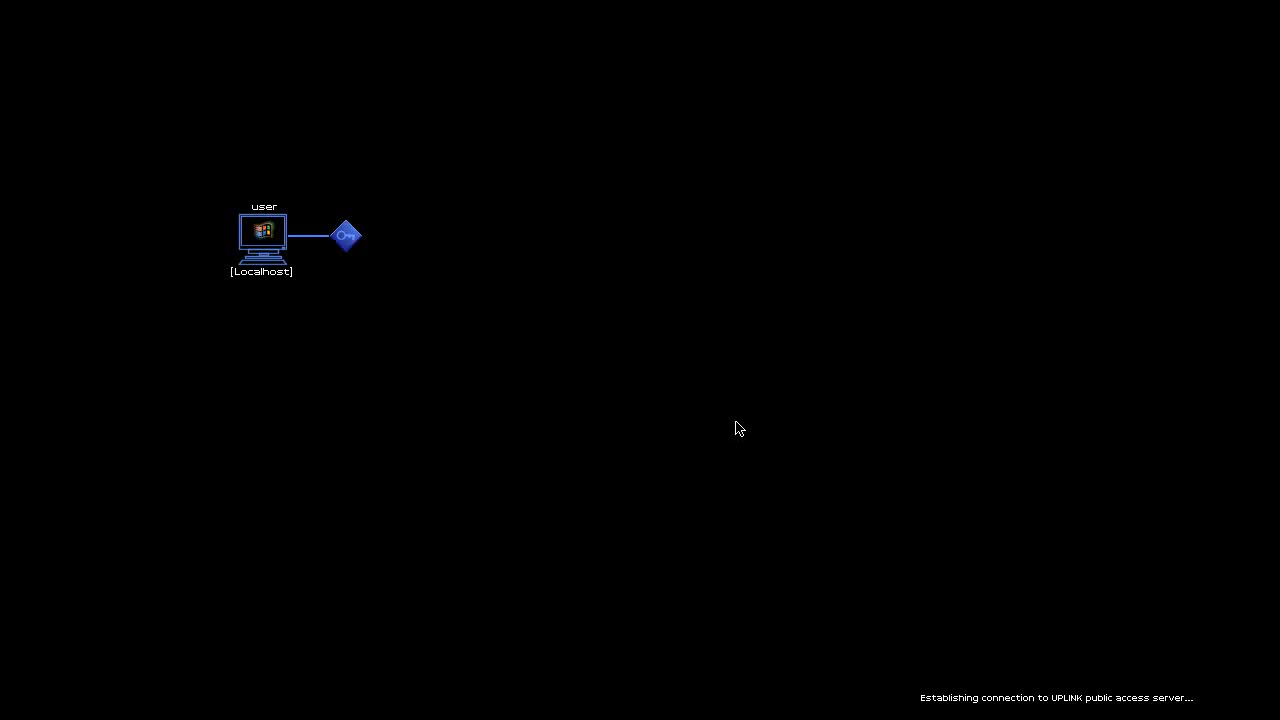 user
[Localhost]
Establishing connection to UPLINK public access server...